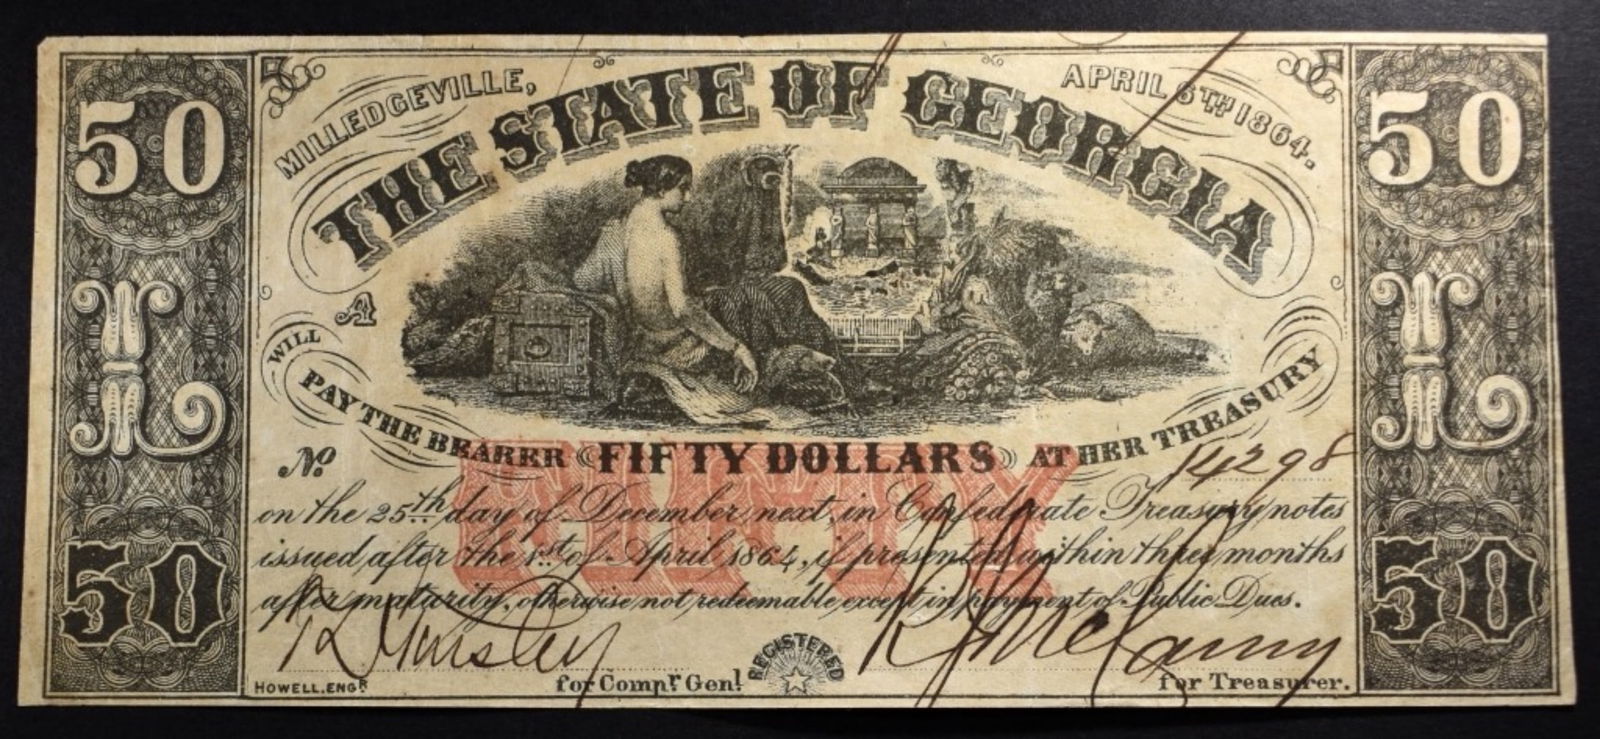 50
50
MILLEDGEVILLE,
APRIL 6TH 1864.
THE STATE OF GEORGIA
A
L
L
WILL
PAY THE BEARER FIFTY DOLLARS AT HER TREASURY
FIFTY
No
14298
on the 25th day of December next, in Confederate Treasury notes
issued after the 1st of April, 1864, if presented within three months
after maturity, otherwise not redeemable except in payment of Public Dues.
50
50
REGISTERED
HOWELL. ENGR
for Compr Genl
for Treasurer.